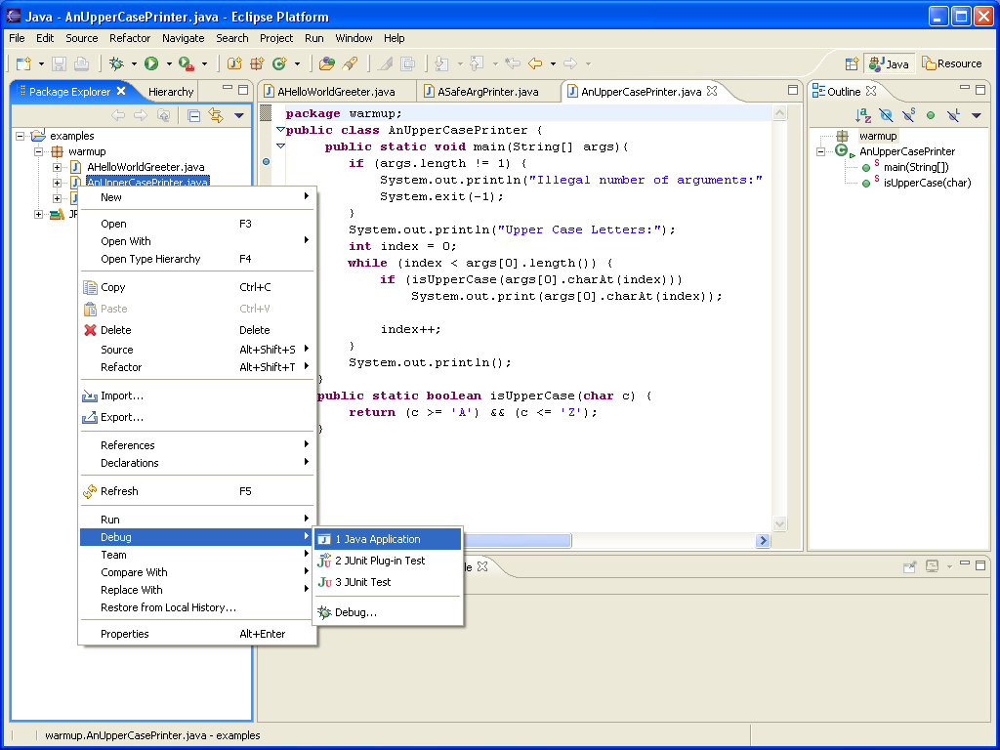 Java - AnUpperCasePrinter.java - Eclipse Platform
File Edit Source Refactor Navigate Search Project Run Window Help
Java Resource
Package Explorer Hierarchy
examples
warmup
AHelloWorldGreeter.java
AnUpperCasePrinter.java
New
Open F3
Open With
Open Type Hierarchy F4
Copy Ctrl+C
Paste Ctrl+V
Delete Delete
Source Alt+Shift+S
Refactor Alt+Shift+T
Import...
Export...
References
Declarations
Refresh F5
Run
Debug
Team
Compare With
Replace With
Restore from Local History...
Properties Alt+Enter
1 Java Application
2 JUnit Plug-in Test
3 JUnit Test
Debug...
AHelloWorldGreeter.java ASafeArgPrinter.java AnUpperCasePrinter.java
package warmup;
public class AnUpperCasePrinter {
public static void main(String[] args){
if (args.length != 1) {
System.out.println("Illegal number of arguments:"
System.exit(-1);
}
System.out.println("Upper Case Letters:");
int index = 0;
while (index < args[0].length()) {
if (isUpperCase(args[0].charAt(index)))
System.out.print(args[0].charAt(index));
index++;
}
System.out.println();
}
public static boolean isUpperCase(char c) {
return (c >= 'A') && (c <= 'Z');
}
Outline
warmup
AnUpperCasePrinter
main(String[])
isUpperCase(char)
warmup.AnUpperCasePrinter.java - examples